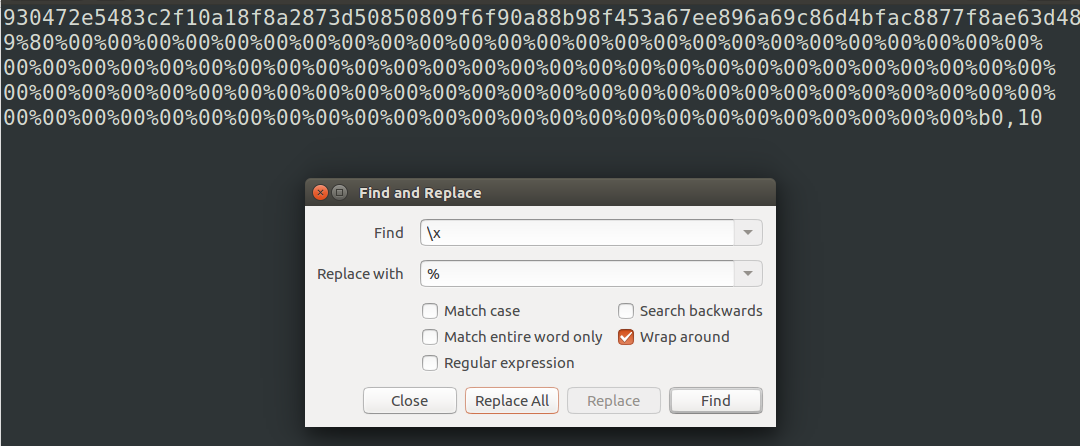 930472e5483c2f10a18f8a2873d50850809f6f90a88b98f453a67ee896a69c86d4bfac8877f8ae63d48
9%80%00%00%00%00%00%00%00%00%00%00%00%00%00%00%00%00%00%00%00%00%00%00%00%00%00%
00%00%00%00%00%00%00%00%00%00%00%00%00%00%00%00%00%00%00%00%00%00%00%00%00%00%00%
00%00%00%00%00%00%00%00%00%00%00%00%00%00%00%00%00%00%00%00%00%00%00%00%00%00%00%
00%00%00%00%00%00%00%00%00%00%00%00%00%00%00%00%00%00%00%00%00%00%00%00%00%b0,10
Find and Replace
Find \x
Replace with %
Match case Search backwards
Match entire word only Wrap around
Regular expression
Close Replace All Replace Find